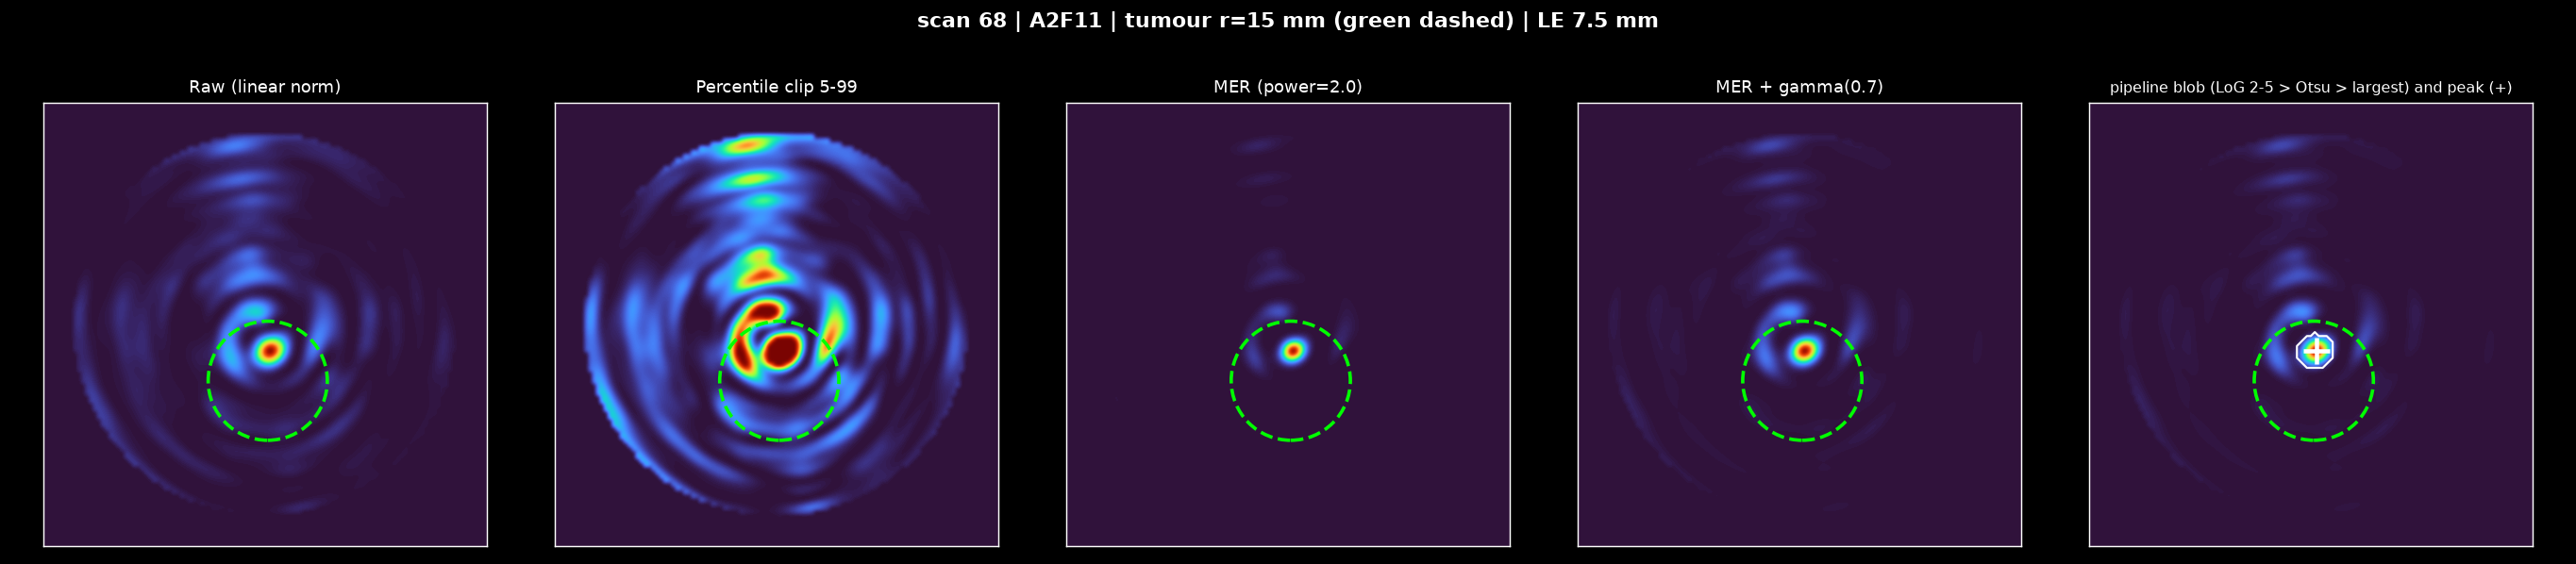 scan 68 | A2F11 | tumour r=15 mm (green dashed) | LE 7.5 mm
Raw (linear norm)
Percentile clip 5-99
MER (power=2.0)
MER + gamma(0.7)
pipeline blob (LoG 2-5 > Otsu > largest) and peak (+)